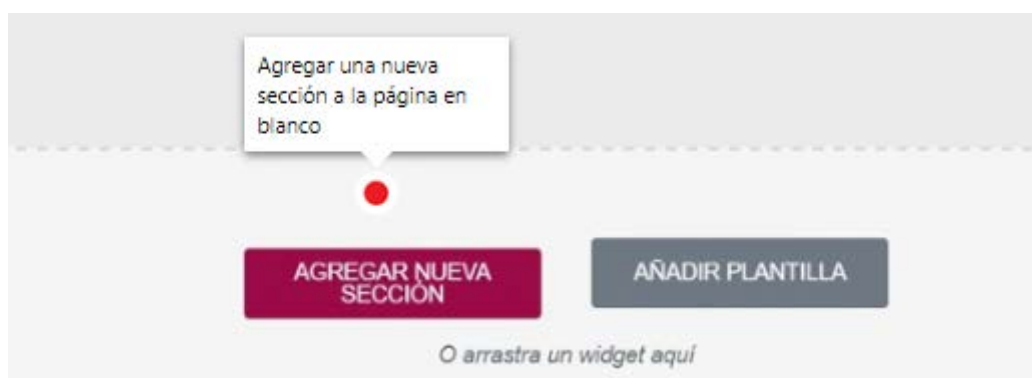 Agregar una nueva
sección a la página en
blanco
AGREGAR NUEVA
SECCIÓN
AÑADIR PLANTILLA
O arrastra un widget aquí